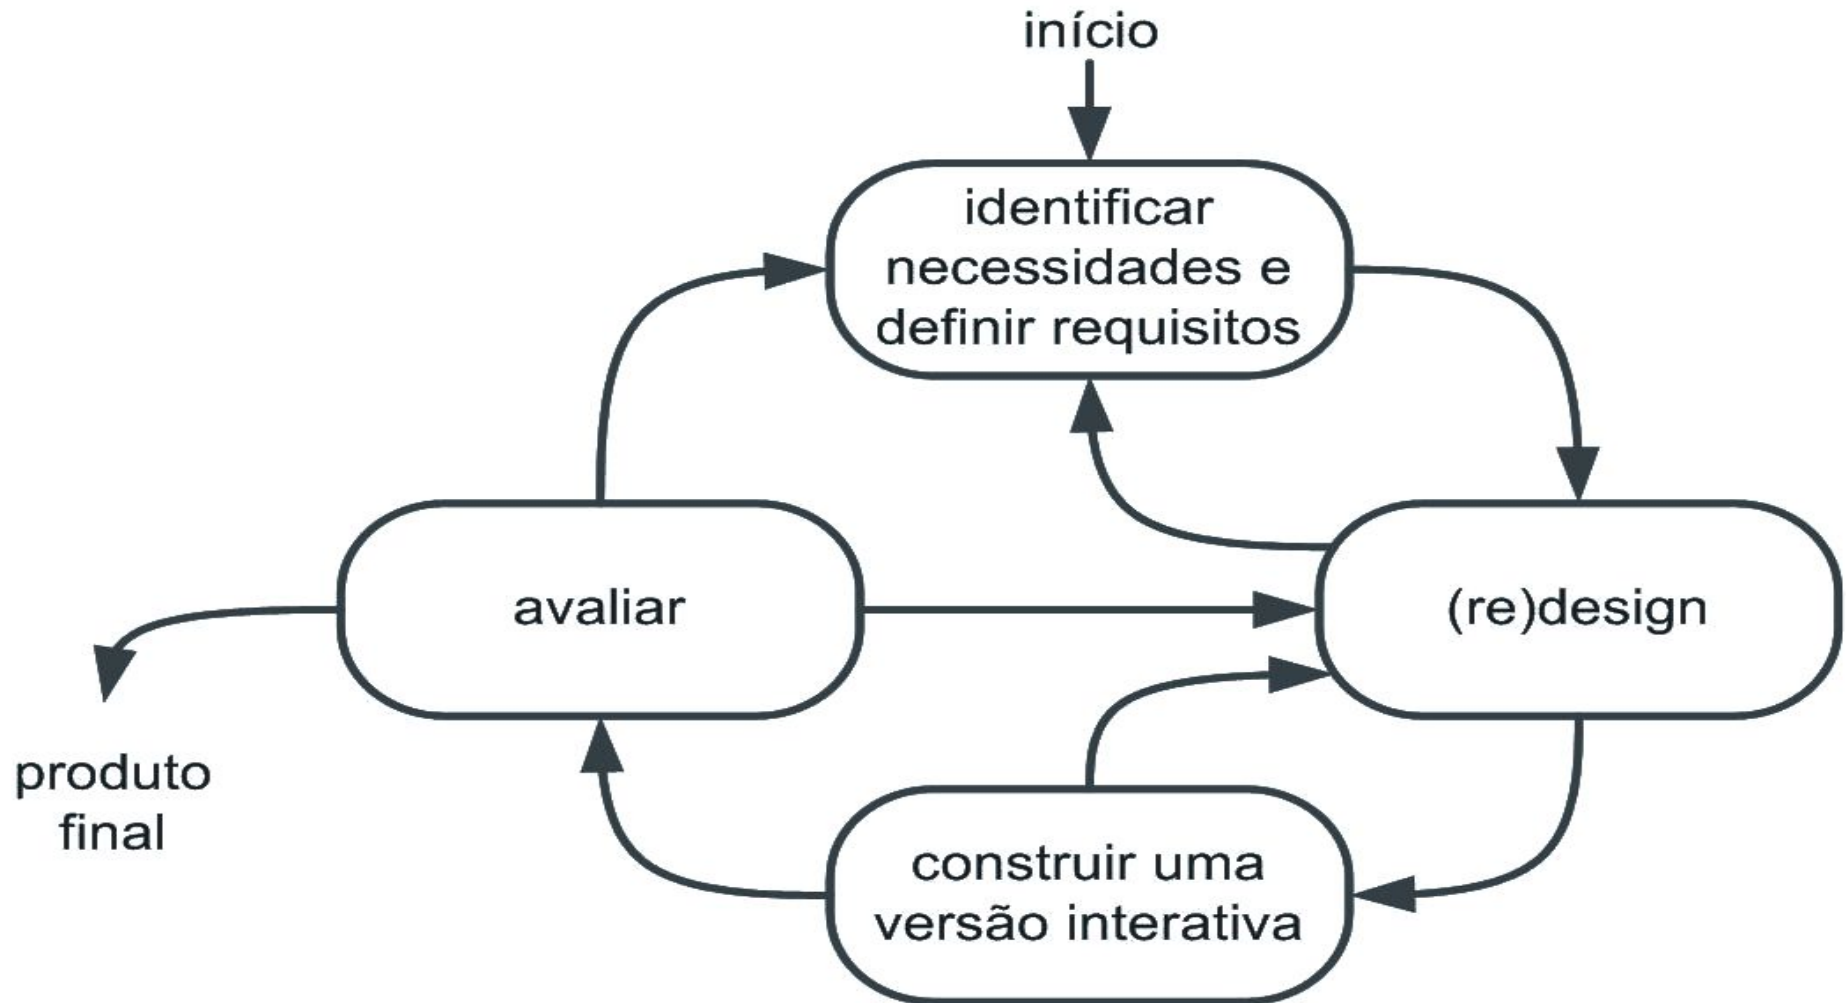 início
identificar
necessidades e
definir requisitos
avaliar
(re)design
produto
final
construir uma
versão interativa